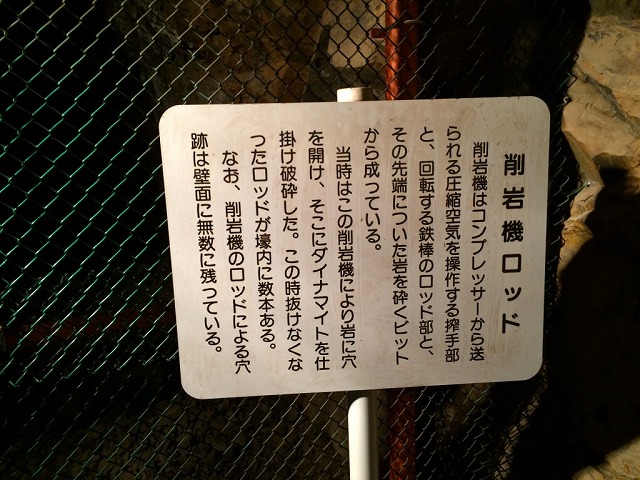 削岩機ロッド
削岩機はコンプレッサーから送
られる圧縮空気を操作する搾手部
と、回転する鉄棒のロッド部と、
その先端についた岩を砕くビット
から成っている。
当時はこの削岩機により岩に穴
を開け、そこにダイナマイトを仕
掛け破砕した。この時抜けなくな
ったロッドが壕内に数本ある。
なお、削岩機のロッドによる穴
跡は壁面に無数に残っている。